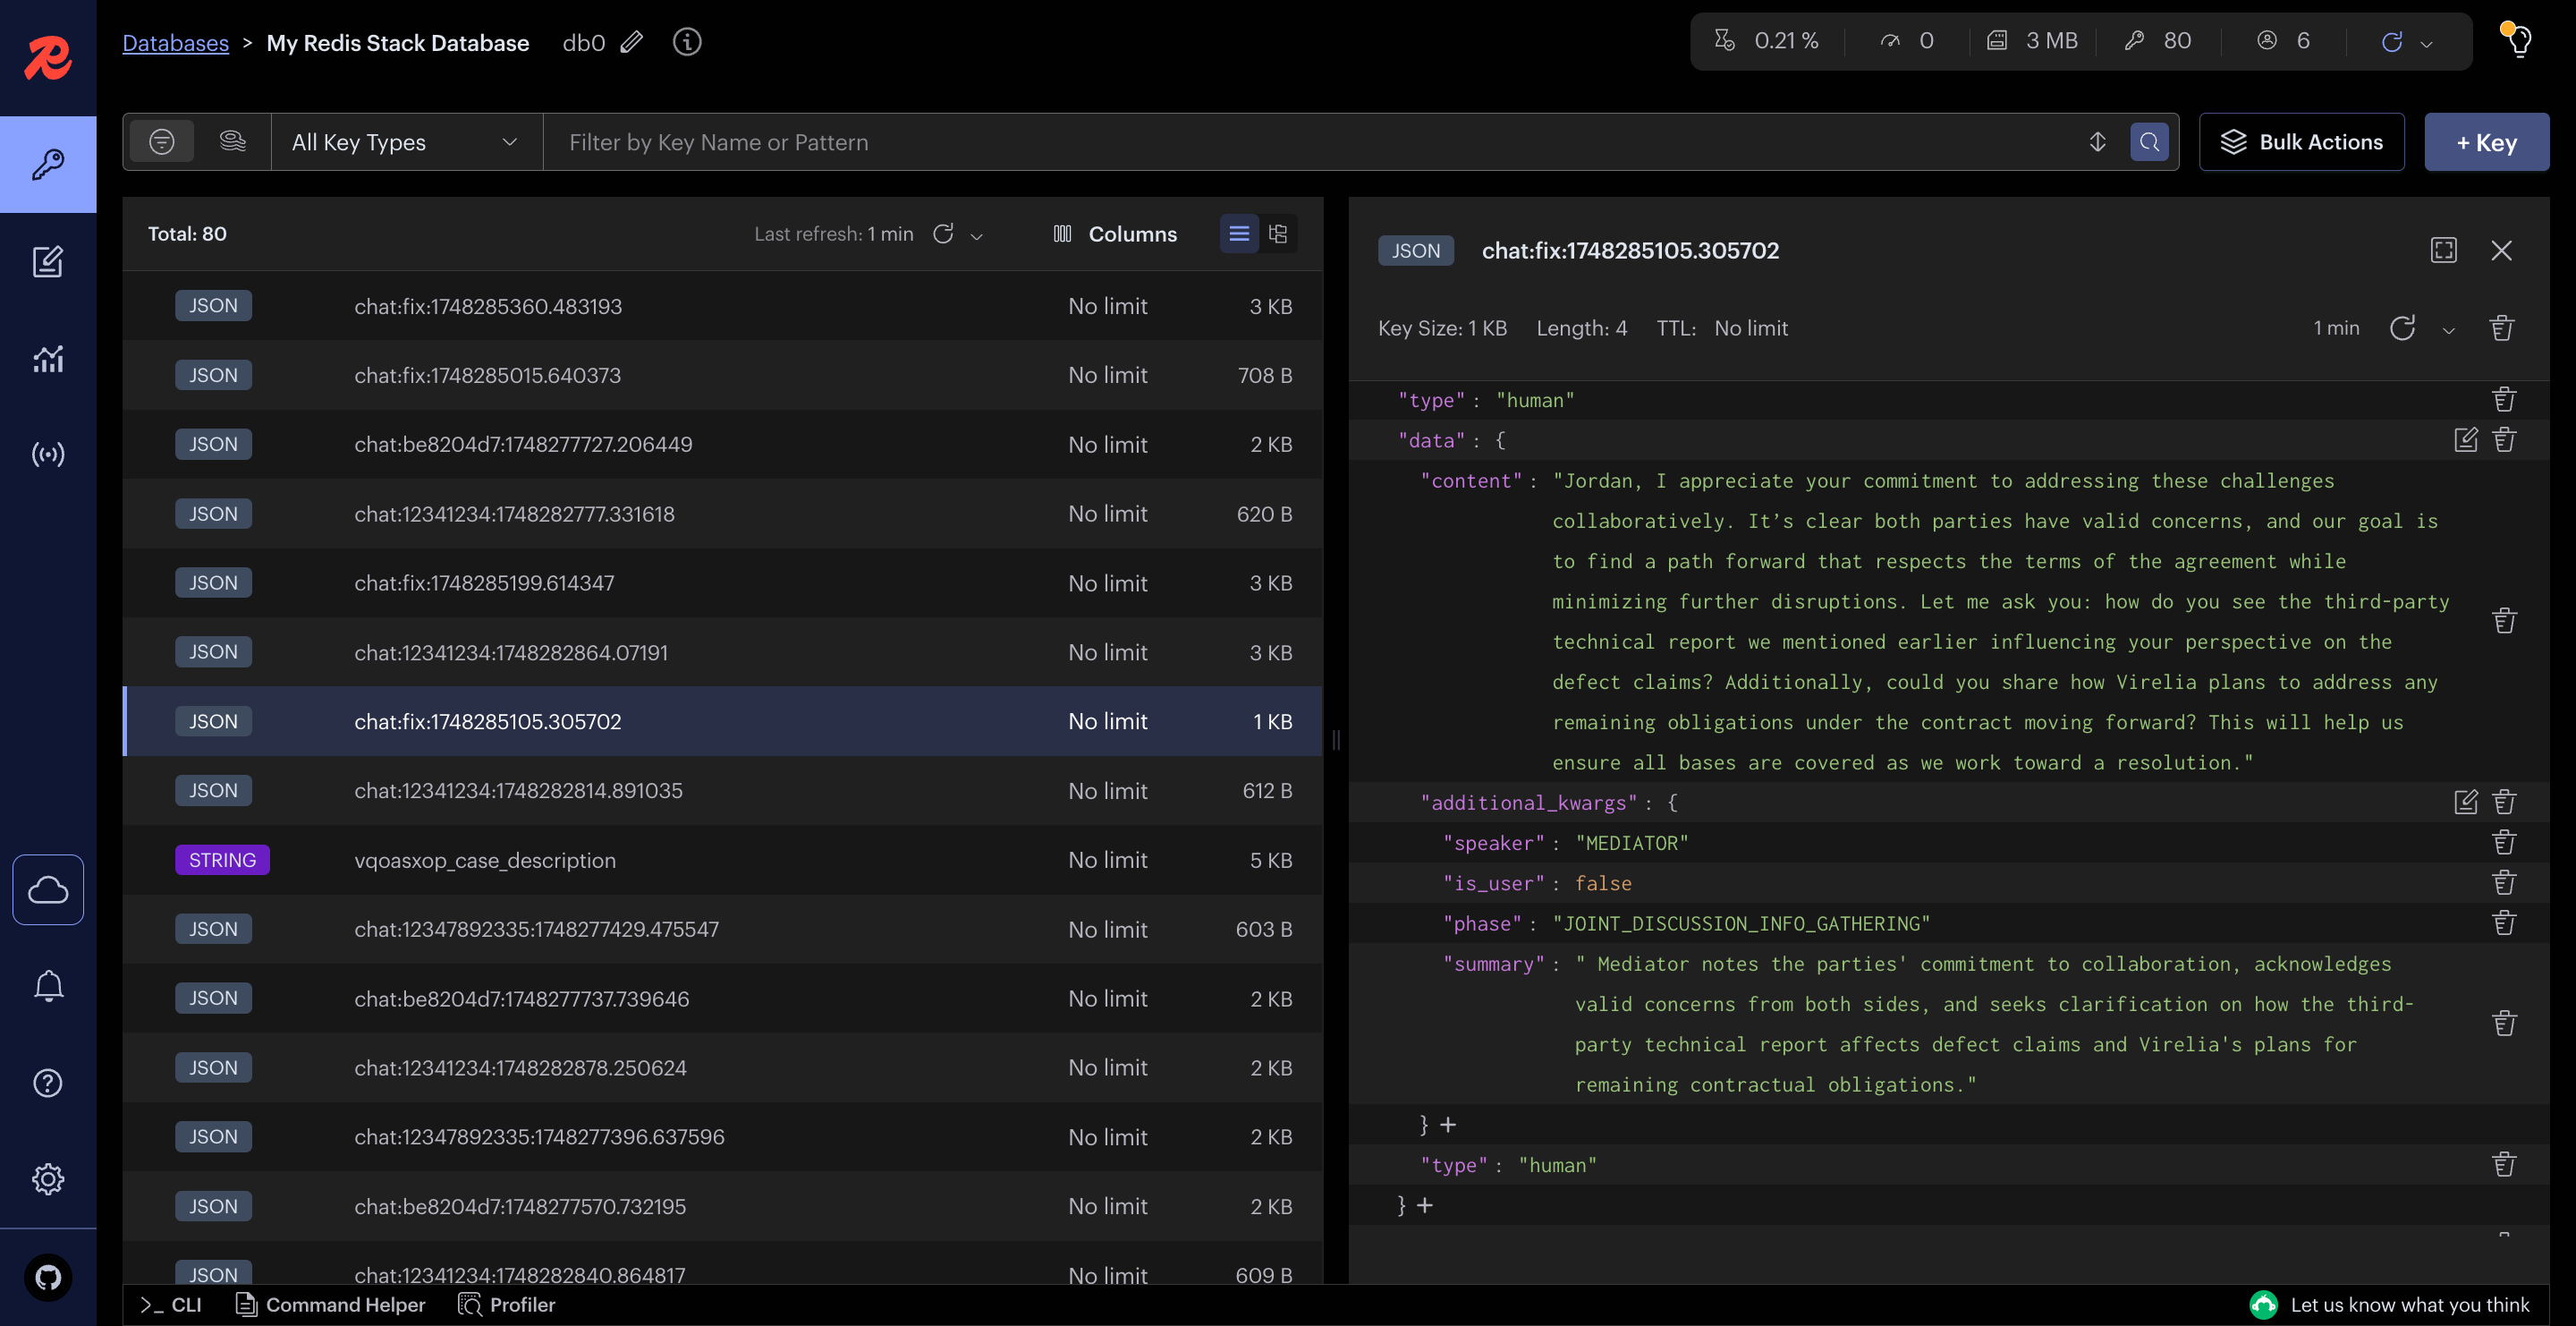 Databases > My Redis Stack Database db0
0.21 % 0 3 MB 80 6
All Key Types Filter by Key Name or Pattern Bulk Actions + Key
Total: 80 Last refresh: 1 min Columns
JSON chat:fix:1748285360.483193 No limit 3 KB
JSON chat:fix:1748285015.640373 No limit 708 B
JSON chat:be8204d7:1748277727.206449 No limit 2 KB
JSON chat:12341234:1748282777.331618 No limit 620 B
JSON chat:fix:1748285199.614347 No limit 3 KB
JSON chat:12341234:1748282864.07191 No limit 3 KB
JSON chat:fix:1748285105.305702 No limit 1 KB
JSON chat:12341234:1748282814.891035 No limit 612 B
STRING vqoasxop_case_description No limit 5 KB
JSON chat:12347892335:1748277429.475547 No limit 603 B
JSON chat:be8204d7:1748277737.739646 No limit 2 KB
JSON chat:12341234:1748282878.250624 No limit 2 KB
JSON chat:12347892335:1748277396.637596 No limit 2 KB
JSON chat:be8204d7:1748277570.732195 No limit 2 KB
JSON chat:12341234:1748282840.864817 No limit 609 B
JSON chat:fix:1748285105.305702
Key Size: 1 KB Length: 4 TTL: No limit 1 min
"type" : "human"
"data" : {
"content" : "Jordan, I appreciate your commitment to addressing these challenges
collaboratively. It’s clear both parties have valid concerns, and our goal is
to find a path forward that respects the terms of the agreement while
minimizing further disruptions. Let me ask you: how do you see the third-party
technical report we mentioned earlier influencing your perspective on the
defect claims? Additionally, could you share how Virelia plans to address any
remaining obligations under the contract moving forward? This will help us
ensure all bases are covered as we work toward a resolution."
"additional_kwargs" : {
"speaker" : "MEDIATOR"
"is_user" : false
"phase" : "JOINT_DISCUSSION_INFO_GATHERING"
"summary" : " Mediator notes the parties' commitment to collaboration, acknowledges
valid concerns from both sides, and seeks clarification on how the third-
party technical report affects defect claims and Virelia's plans for
remaining contractual obligations."
} +
"type" : "human"
} +
>_ CLI Command Helper Profiler Let us know what you think